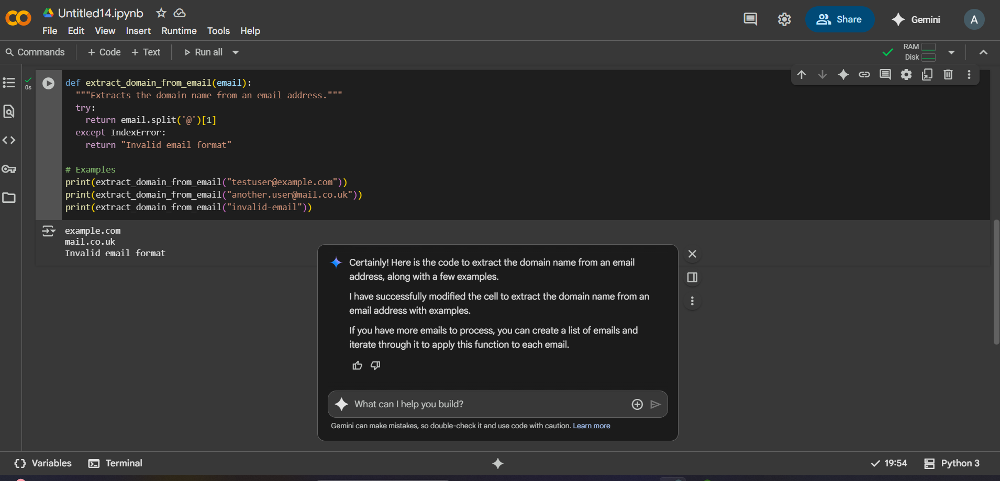 Untitled14.ipynb
File Edit View Insert Runtime Tools Help
Share
Gemini
A
Commands + Code + Text Run all
RAM
Disk
0s
def extract_domain_from_email(email):
"""Extracts the domain name from an email address."""
try:
return email.split('@')[1]
except IndexError:
return "Invalid email format"
# Examples
print(extract_domain_from_email("testuser@example.com"))
print(extract_domain_from_email("another.user@mail.co.uk"))
print(extract_domain_from_email("invalid-email"))
example.com
mail.co.uk
Invalid email format
Certainly! Here is the code to extract the domain name from an email
address, along with a few examples.
I have successfully modified the cell to extract the domain name from an
email address with examples.
If you have more emails to process, you can create a list of emails and
iterate through it to apply this function to each email.
What can I help you build?
Gemini can make mistakes, so double-check it and use code with caution. Learn more
Variables Terminal 19:54 Python 3